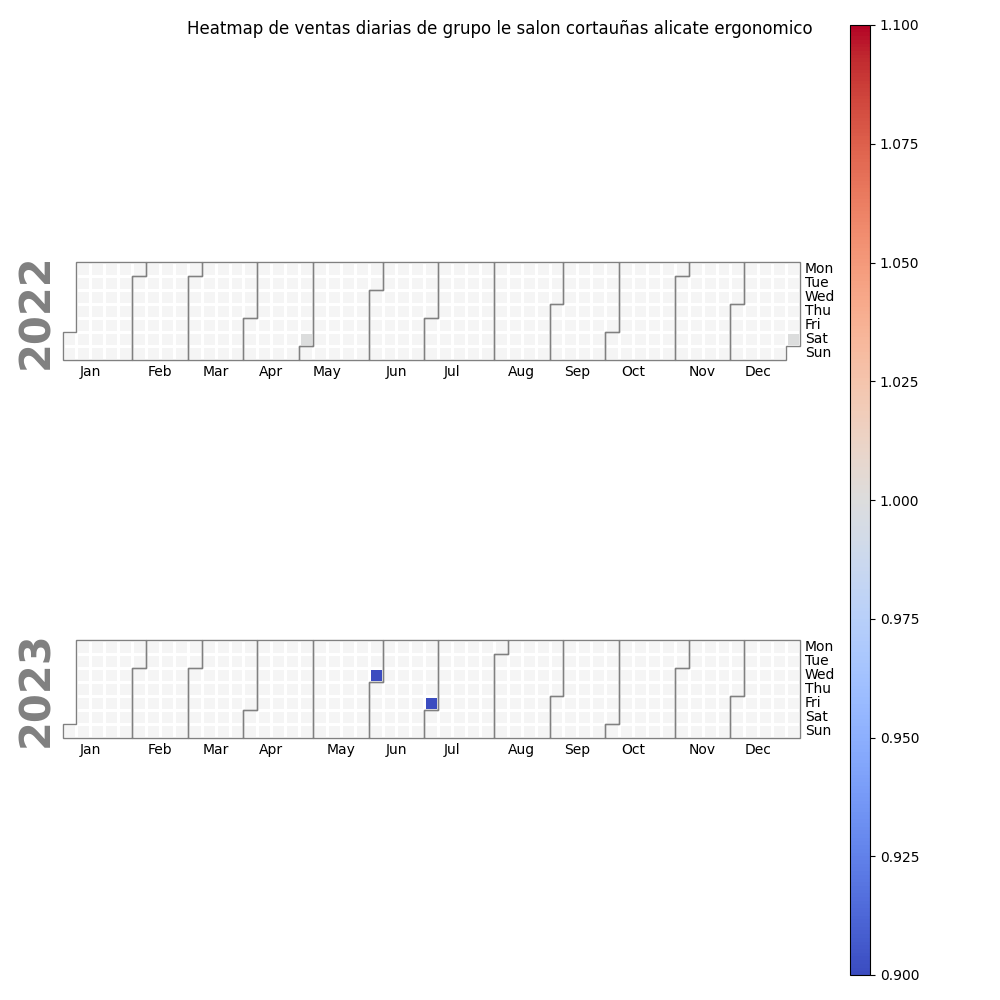 Heatmap de ventas diarias de grupo le salon cortauñas alicate ergonomico
2022
Mon
Tue
Wed
Thu
Fri
Sat
Sun
Jan Feb Mar Apr May Jun Jul Aug Sep Oct Nov Dec
2023
Mon
Tue
Wed
Thu
Fri
Sat
Sun
Jan Feb Mar Apr May Jun Jul Aug Sep Oct Nov Dec
1.100
1.075
1.050
1.025
1.000
0.975
0.950
0.925
0.900